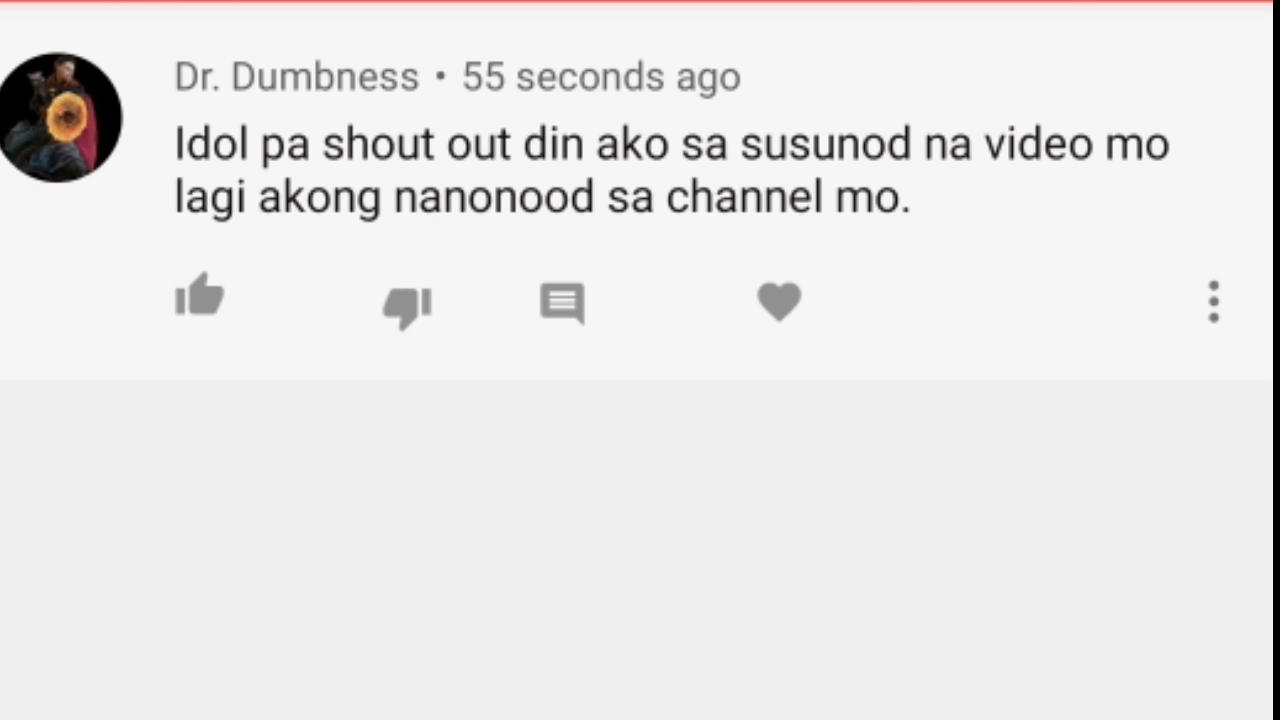 Dr. Dumbness • 55 seconds ago
Idol pa shout out din ako sa susunod na video mo
lagi akong nanonood sa channel mo.